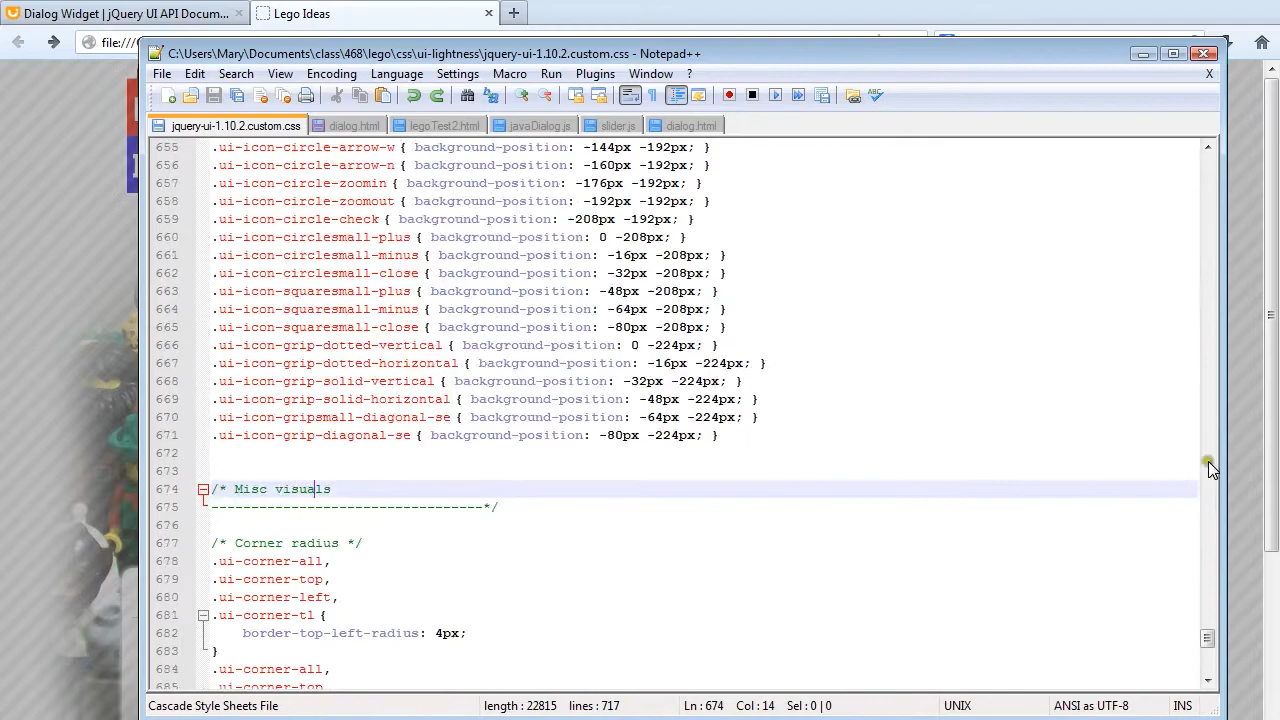 Dialog Widget | jQuery UI API Docum... Lego Ideas
file:///
C:\Users\Mary\Documents\class\468\lego\css\ui-lightness\jquery-ui-1.10.2.custom.css - Notepad++
File Edit Search View Encoding Language Settings Macro Run Plugins Window ? X
jquery-ui-1.10.2.custom.css dialog.html legoTest2.html javaDialog.js slider.js dialog.html
655 .ui-icon-circle-arrow-w { background-position: -144px -192px; }
656 .ui-icon-circle-arrow-n { background-position: -160px -192px; }
657 .ui-icon-circle-zoomin { background-position: -176px -192px; }
658 .ui-icon-circle-zoomout { background-position: -192px -192px; }
659 .ui-icon-circle-check { background-position: -208px -192px; }
660 .ui-icon-circlesmall-plus { background-position: 0 -208px; }
661 .ui-icon-circlesmall-minus { background-position: -16px -208px; }
662 .ui-icon-circlesmall-close { background-position: -32px -208px; }
663 .ui-icon-squaresmall-plus { background-position: -48px -208px; }
664 .ui-icon-squaresmall-minus { background-position: -64px -208px; }
665 .ui-icon-squaresmall-close { background-position: -80px -208px; }
666 .ui-icon-grip-dotted-vertical { background-position: 0 -224px; }
667 .ui-icon-grip-dotted-horizontal { background-position: -16px -224px; }
668 .ui-icon-grip-solid-vertical { background-position: -32px -224px; }
669 .ui-icon-grip-solid-horizontal { background-position: -48px -224px; }
670 .ui-icon-gripsmall-diagonal-se { background-position: -64px -224px; }
671 .ui-icon-grip-diagonal-se { background-position: -80px -224px; }
672
673
674 /* Misc visuals
675 -----------------------------------*/
676
677 /* Corner radius */
678 .ui-corner-all,
679 .ui-corner-top,
680 .ui-corner-left,
681 .ui-corner-tl {
682 border-top-left-radius: 4px;
683 }
684 .ui-corner-all,
685 .ui-corner-top,
Cascade Style Sheets File length : 22815 lines : 717 Ln : 674 Col : 14 Sel : 0 | 0 UNIX ANSI as UTF-8 INS